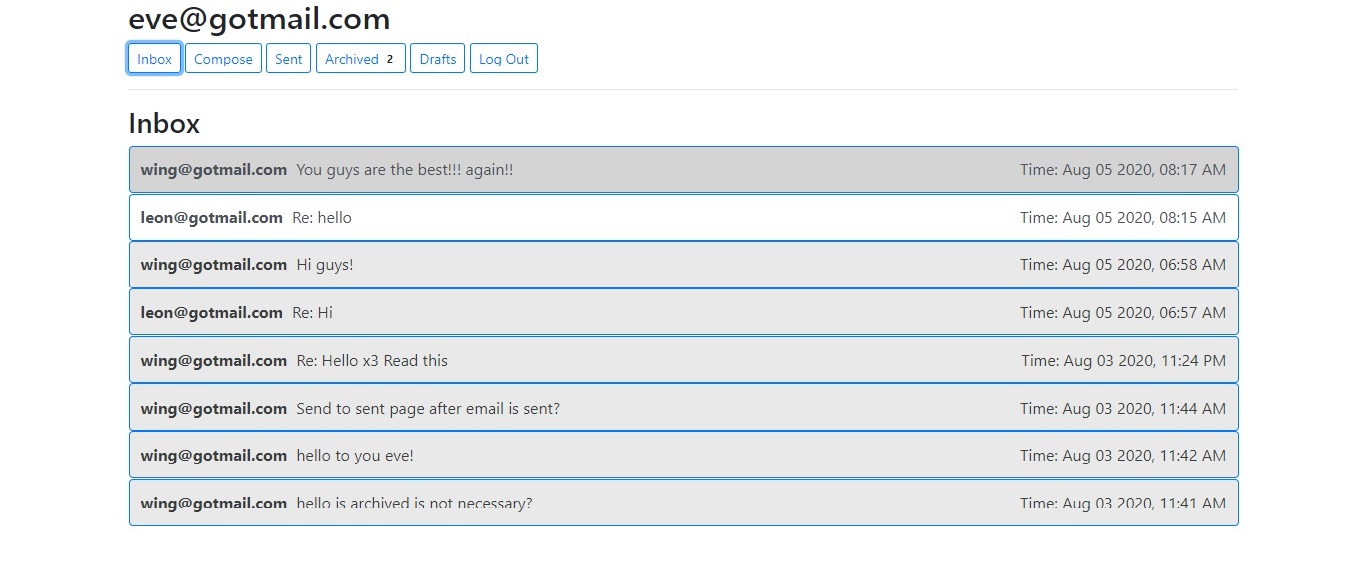 eve@gotmail.com
Inbox Compose Sent Archived 2 Drafts Log Out
Inbox
wing@gotmail.com You guys are the best!!! again!! Time: Aug 05 2020, 08:17 AM
leon@gotmail.com Re: hello Time: Aug 05 2020, 08:15 AM
wing@gotmail.com Hi guys! Time: Aug 05 2020, 06:58 AM
leon@gotmail.com Re: Hi Time: Aug 05 2020, 06:57 AM
wing@gotmail.com Re: Hello x3 Read this Time: Aug 03 2020, 11:24 PM
wing@gotmail.com Send to sent page after email is sent? Time: Aug 03 2020, 11:44 AM
wing@gotmail.com hello to you eve! Time: Aug 03 2020, 11:42 AM
wing@gotmail.com hello is archived is not necessary? Time: Aug 03 2020, 11:41 AM